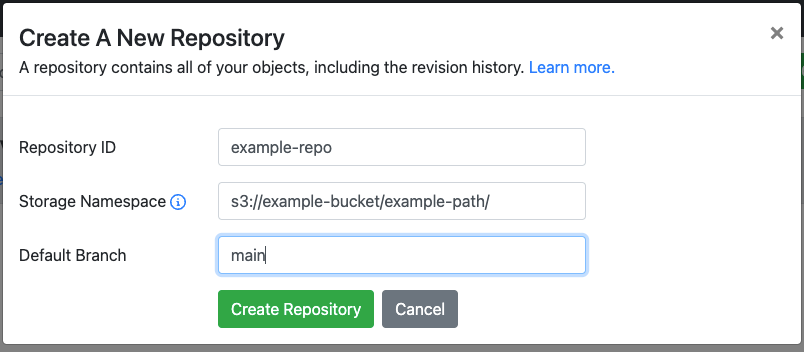 Create A New Repository
A repository contains all of your objects, including the revision history. Learn more.
Repository ID
example-repo
Storage Namespace
s3://example-bucket/example-path/
Default Branch
main
Create Repository
Cancel